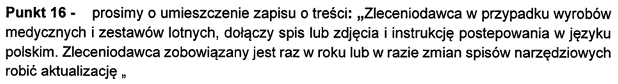 Punkt 16 - prosimy o umieszczenie zapisu o treści: „Zleceniodawca w przypadku wyrobów
medycznych i zestawów lotnych, dołączy spis lub zdjęcia i instrukcję postepowania w języku
polskim. Zleceniodawca zobowiązany jest raz w roku lub w razie zmian spisów narzędziowych
robić aktualizację „